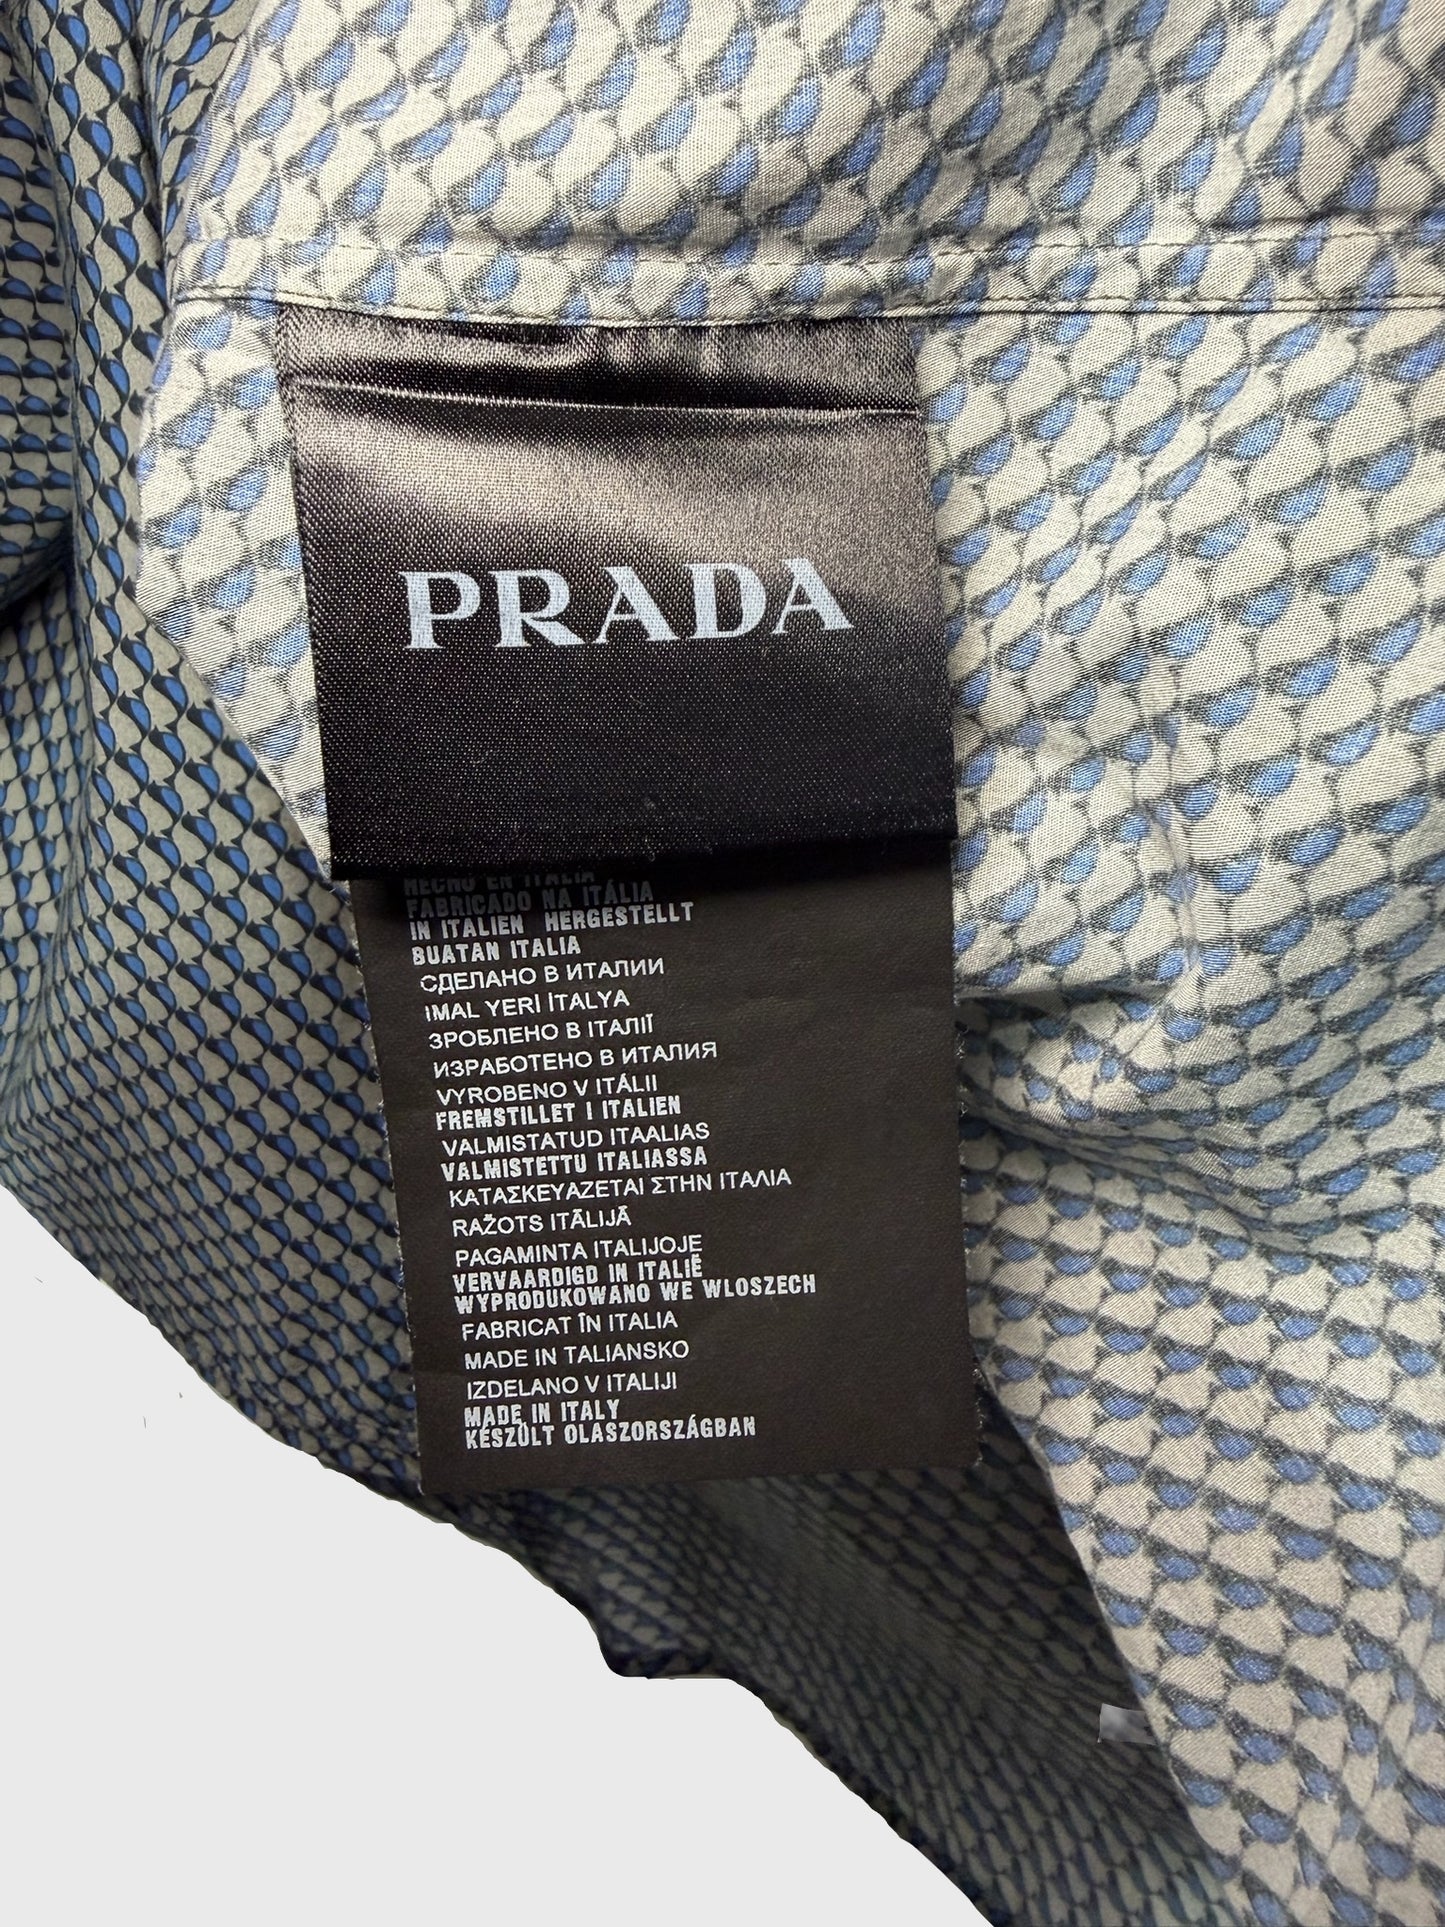 PRADA
HECHO EN ITALIA
FABRICADO NA ITÁLIA
IN ITALIEN HERGESTELLT
BUATAN ITALIA
СДЕЛАНО В ИТАЛИИ
IMAL YERİ İTALYA
ЗРОБЛЕНО В ІТАЛІЇ
ИЗРАБОТЕНО В ИТАЛИЯ
VYROBENO V ITÁLII
FREMSTILLET I ITALIEN
VALMISTATUD ITAALIAS
VALMISTETTU ITALIASSA
ΚΑΤΑΣΚΕΥΑΖΕΤΑΙ ΣΤΗΝ ΙΤΑΛΙΑ
RAŽOTS ITĀLIJĀ
PAGAMINTA ITALIJOJE
VERVAARDIGD IN ITALIË
WYPRODUKOWANO WE WLOSZECH
FABRICAT ÎN ITALIA
MADE IN TALIANSKO
IZDELANO V ITALIJI
MADE IN ITALY
KÉSZÜLT OLASZORSZÁGBAN